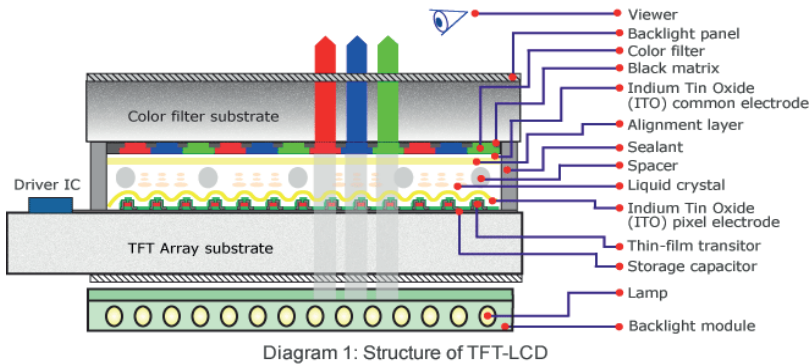 Viewer
Backlight panel
Color filter
Black matrix
Indium Tin Oxide
(ITO) common electrode
Alignment layer
Sealant
Spacer
Liquid crystal
Indium Tin Oxide
(ITO) pixel electrode
Thin-film transitor
Storage capacitor
Lamp
Backlight module
Color filter substrate
Driver IC
TFT Array substrate
Diagram 1: Structure of TFT-LCD